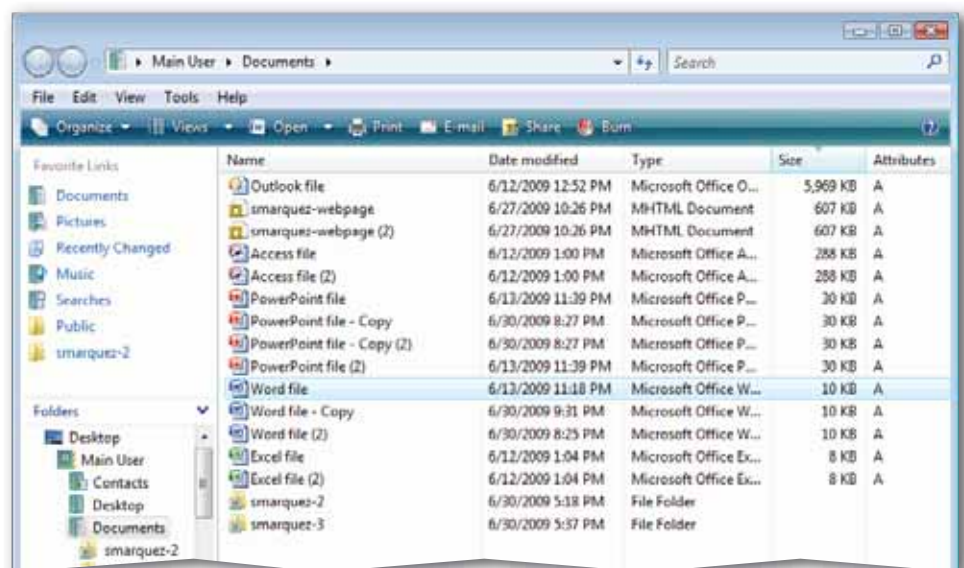 Main User Documents Search
File Edit View Tools Help
Organize Views Open Print E-mail Share Burn
Favorite Links
Documents
Pictures
Recently Changed
Music
Searches
Public
smarquez-2
Folders
Desktop
Main User
Contacts
Desktop
Documents
smarquez-2
Name Date modified Type Size Attributes
Outlook file 6/12/2009 12:52 PM Microsoft Office O... 5,969 KB A
smarquez-webpage 6/27/2009 10:26 PM MHTML Document 607 KB A
smarquez-webpage (2) 6/27/2009 10:26 PM MHTML Document 607 KB A
Access file 6/12/2009 1:00 PM Microsoft Office A... 288 KB A
Access file (2) 6/12/2009 1:00 PM Microsoft Office A... 288 KB A
PowerPoint file 6/13/2009 11:39 PM Microsoft Office P... 30 KB A
PowerPoint file - Copy 6/30/2009 8:27 PM Microsoft Office P... 30 KB A
PowerPoint file - Copy (2) 6/30/2009 8:27 PM Microsoft Office P... 30 KB A
PowerPoint file (2) 6/13/2009 11:39 PM Microsoft Office P... 30 KB A
Word file 6/13/2009 11:18 PM Microsoft Office W... 10 KB A
Word file - Copy 6/30/2009 9:31 PM Microsoft Office W... 10 KB A
Word file (2) 6/30/2009 8:25 PM Microsoft Office W... 10 KB A
Excel file 6/12/2009 1:04 PM Microsoft Office Ex... 8 KB A
Excel file (2) 6/12/2009 1:04 PM Microsoft Office Ex... 8 KB A
smarquez-2 6/30/2009 5:18 PM File Folder
smarquez-3 6/30/2009 5:37 PM File Folder